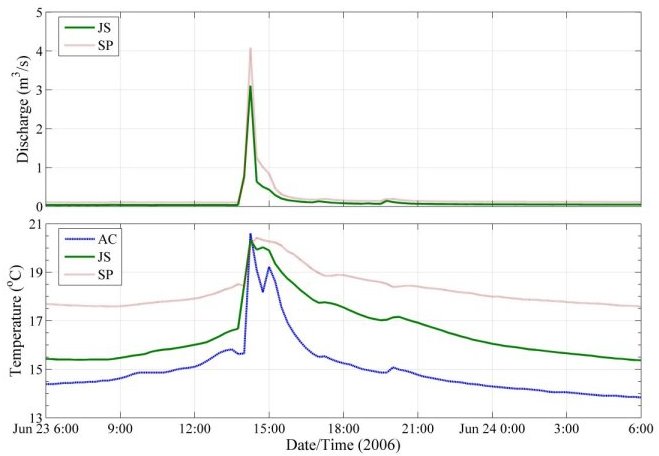 5
4
3
2
1
0
Discharge (m3/s)
JS
SP
21
19
17
15
13
Temperature (oC)
AC
JS
SP
Jun 23 6:00 9:00 12:00 15:00 18:00 21:00 Jun 24 0:00 3:00 6:00
Date/Time (2006)